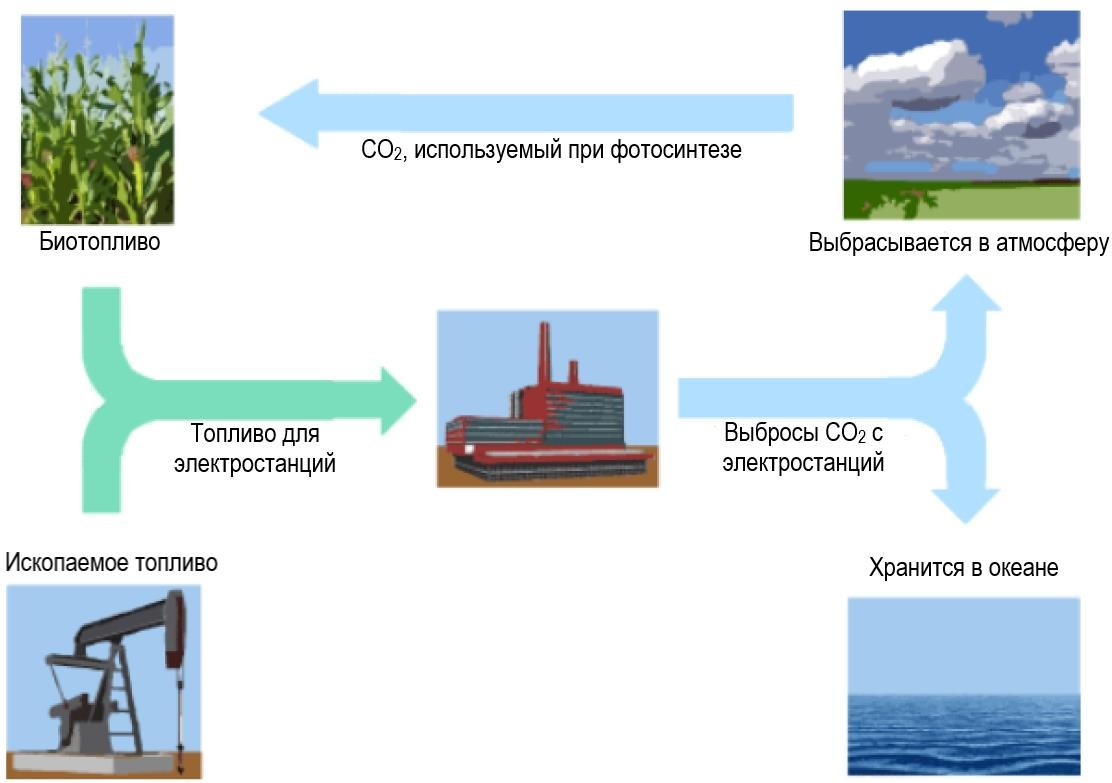 CO₂, используемый при фотосинтезе
Биотопливо
Выбрасывается в атмосферу
Топливо для
электростанций
Выбросы CO₂ с
электростанций
Ископаемое топливо
Хранится в океане